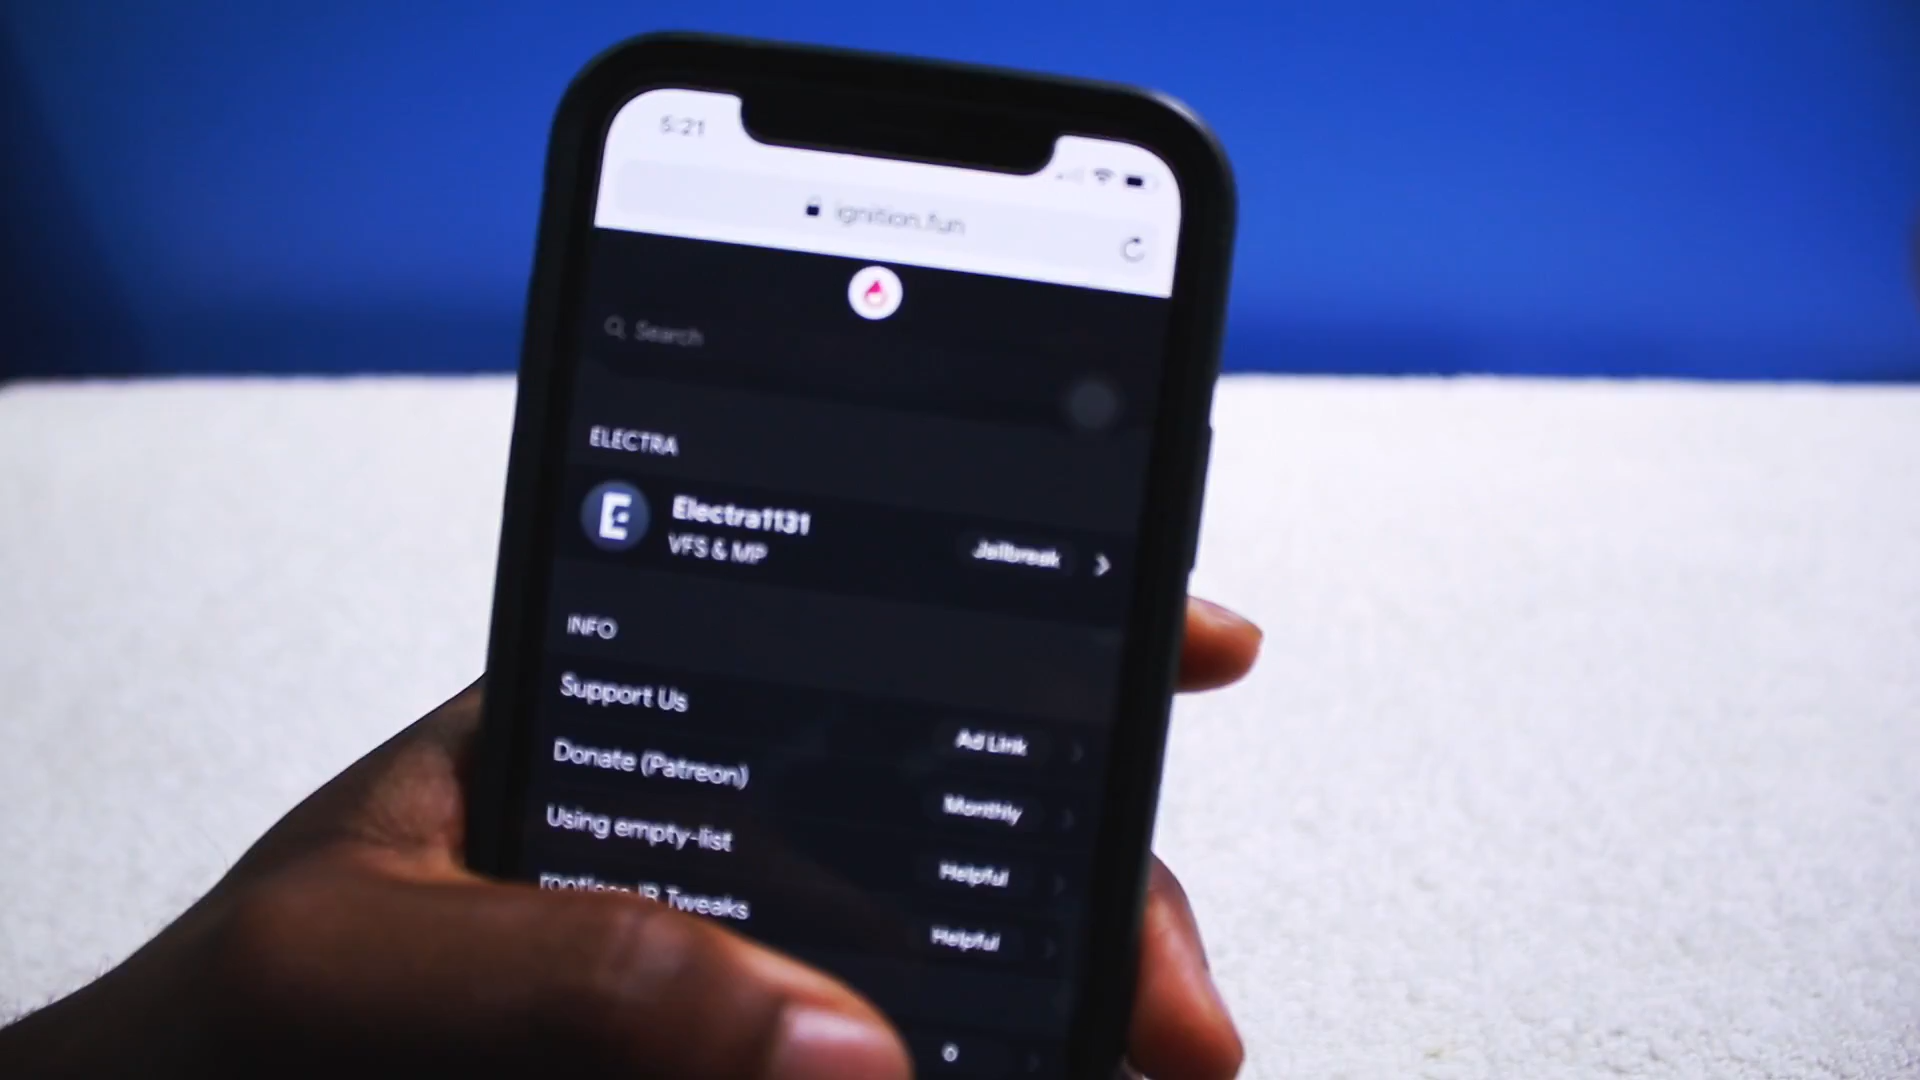 5:21
ignition.fun
Search
ELECTRA
Electra1131
VFS & MP
Jailbreak
INFO
Support Us
Ad Link
Donate (Patreon)
Monthly
Using empty-list
Helpful
rootless JB Tweaks
Helpful